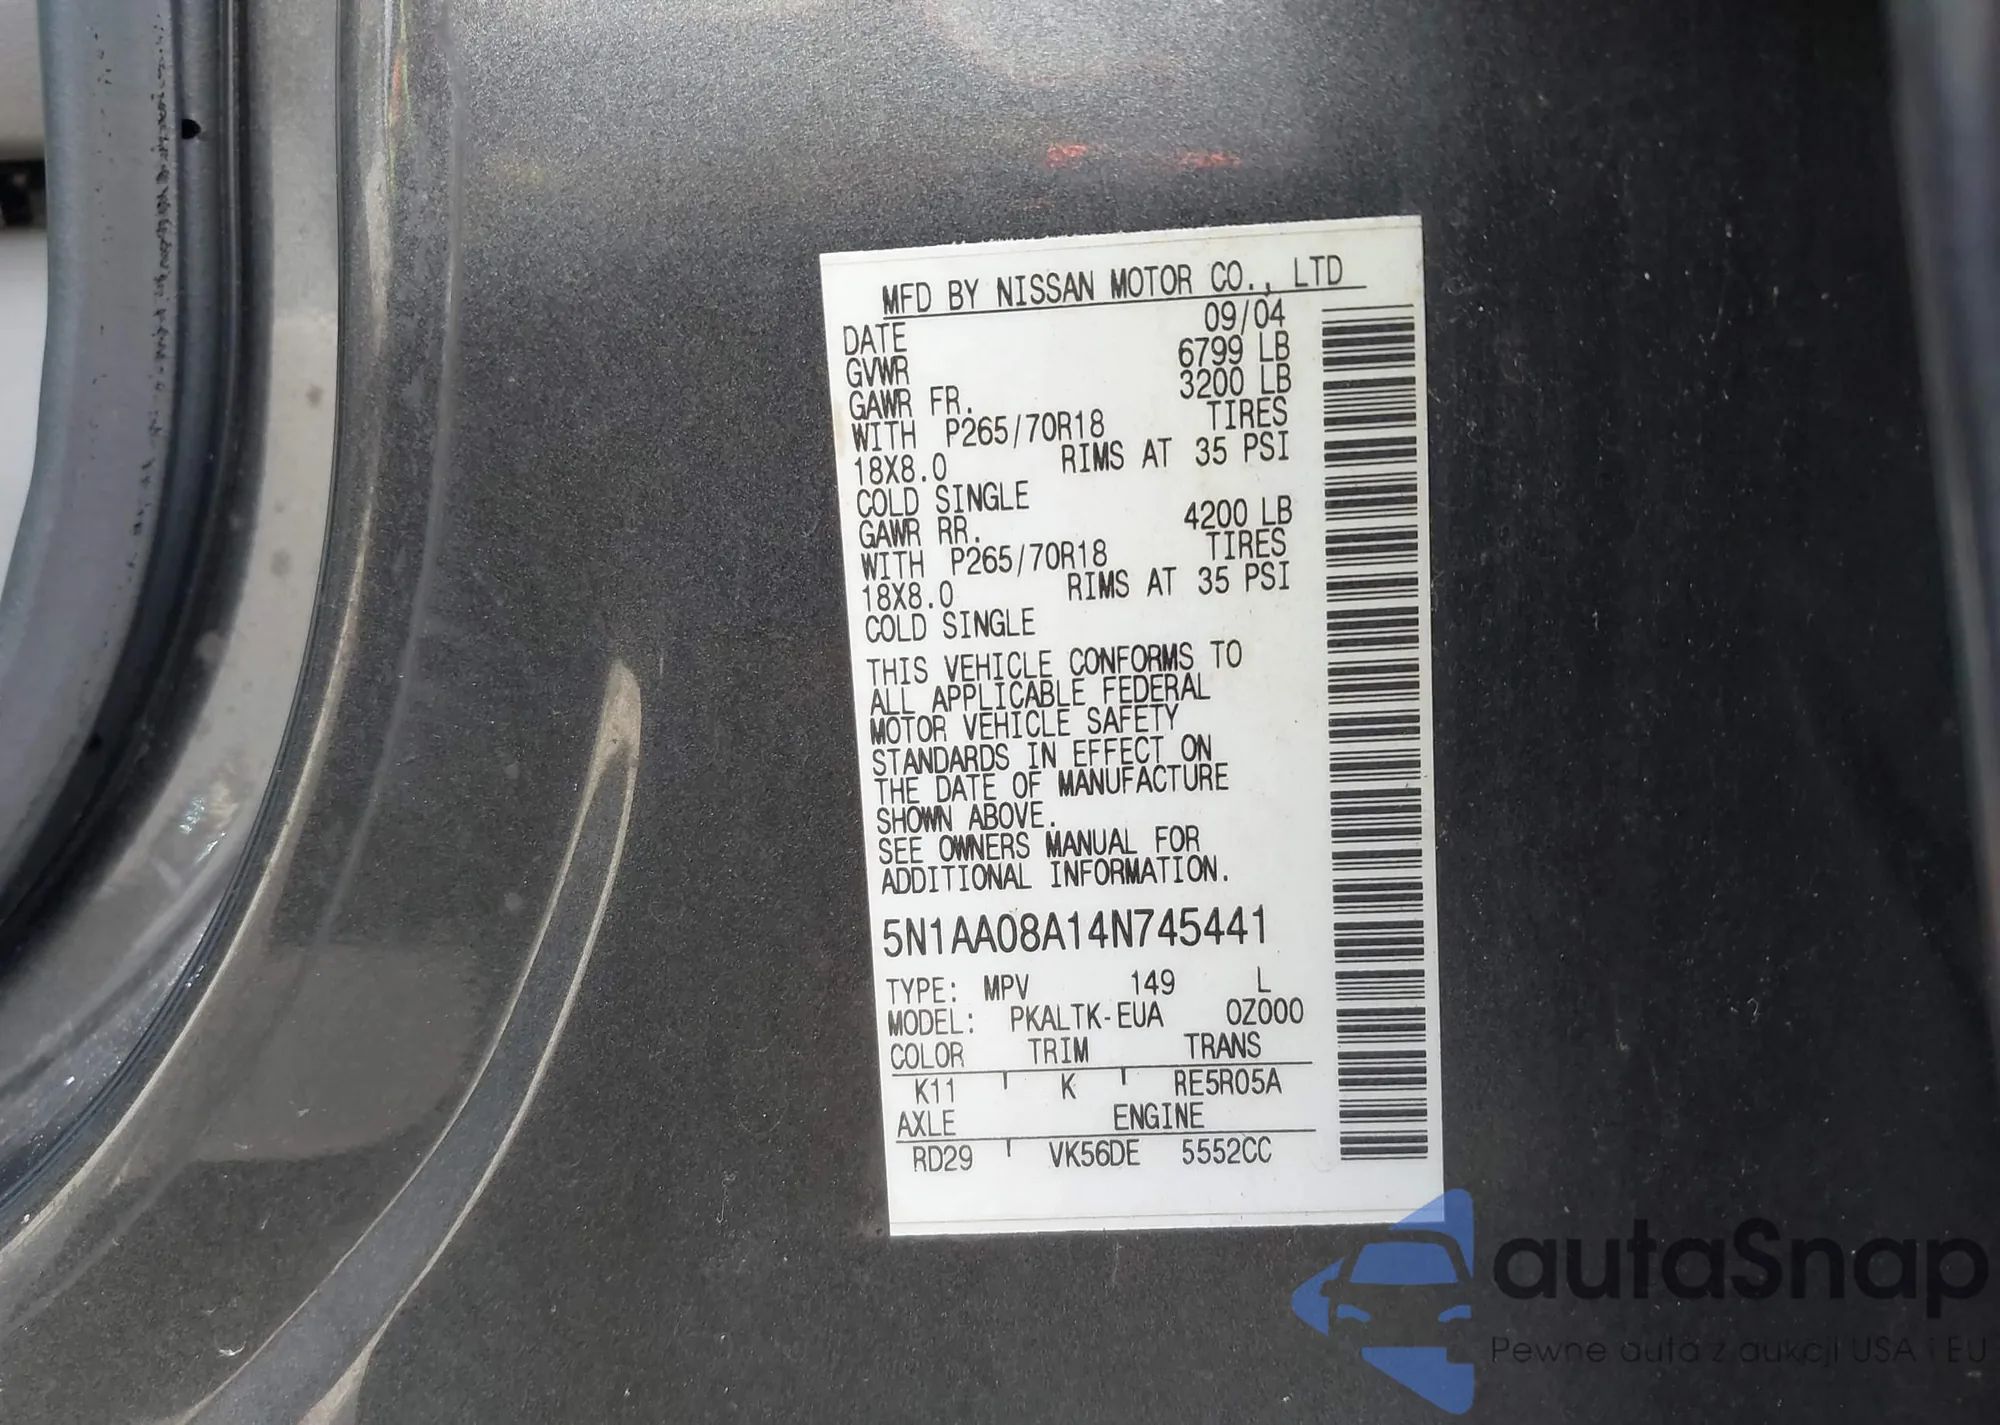 MFD BY NISSAN MOTOR CO., LTD
DATE 09/04
GVWR 6799 LB
GAWR FR. 3200 LB
WITH P265/70R18 TIRES
18X8.0 RIMS AT 35 PSI
COLD SINGLE
GAWR RR. 4200 LB
WITH P265/70R18 TIRES
18X8.0 RIMS AT 35 PSI
COLD SINGLE
THIS VEHICLE CONFORMS TO
ALL APPLICABLE FEDERAL
MOTOR VEHICLE SAFETY
STANDARDS IN EFFECT ON
THE DATE OF MANUFACTURE
SHOWN ABOVE.
SEE OWNERS MANUAL FOR
ADDITIONAL INFORMATION.
5N1AA08A14N745441
TYPE: MPV 149 L
MODEL: PKALTK-EUA 0Z000
COLOR TRIM TRANS
K11 K RE5R05A
AXLE ENGINE
RD29 VK56DE 5552CC
autaSnap
Pewne auta z aukcji USA i EU